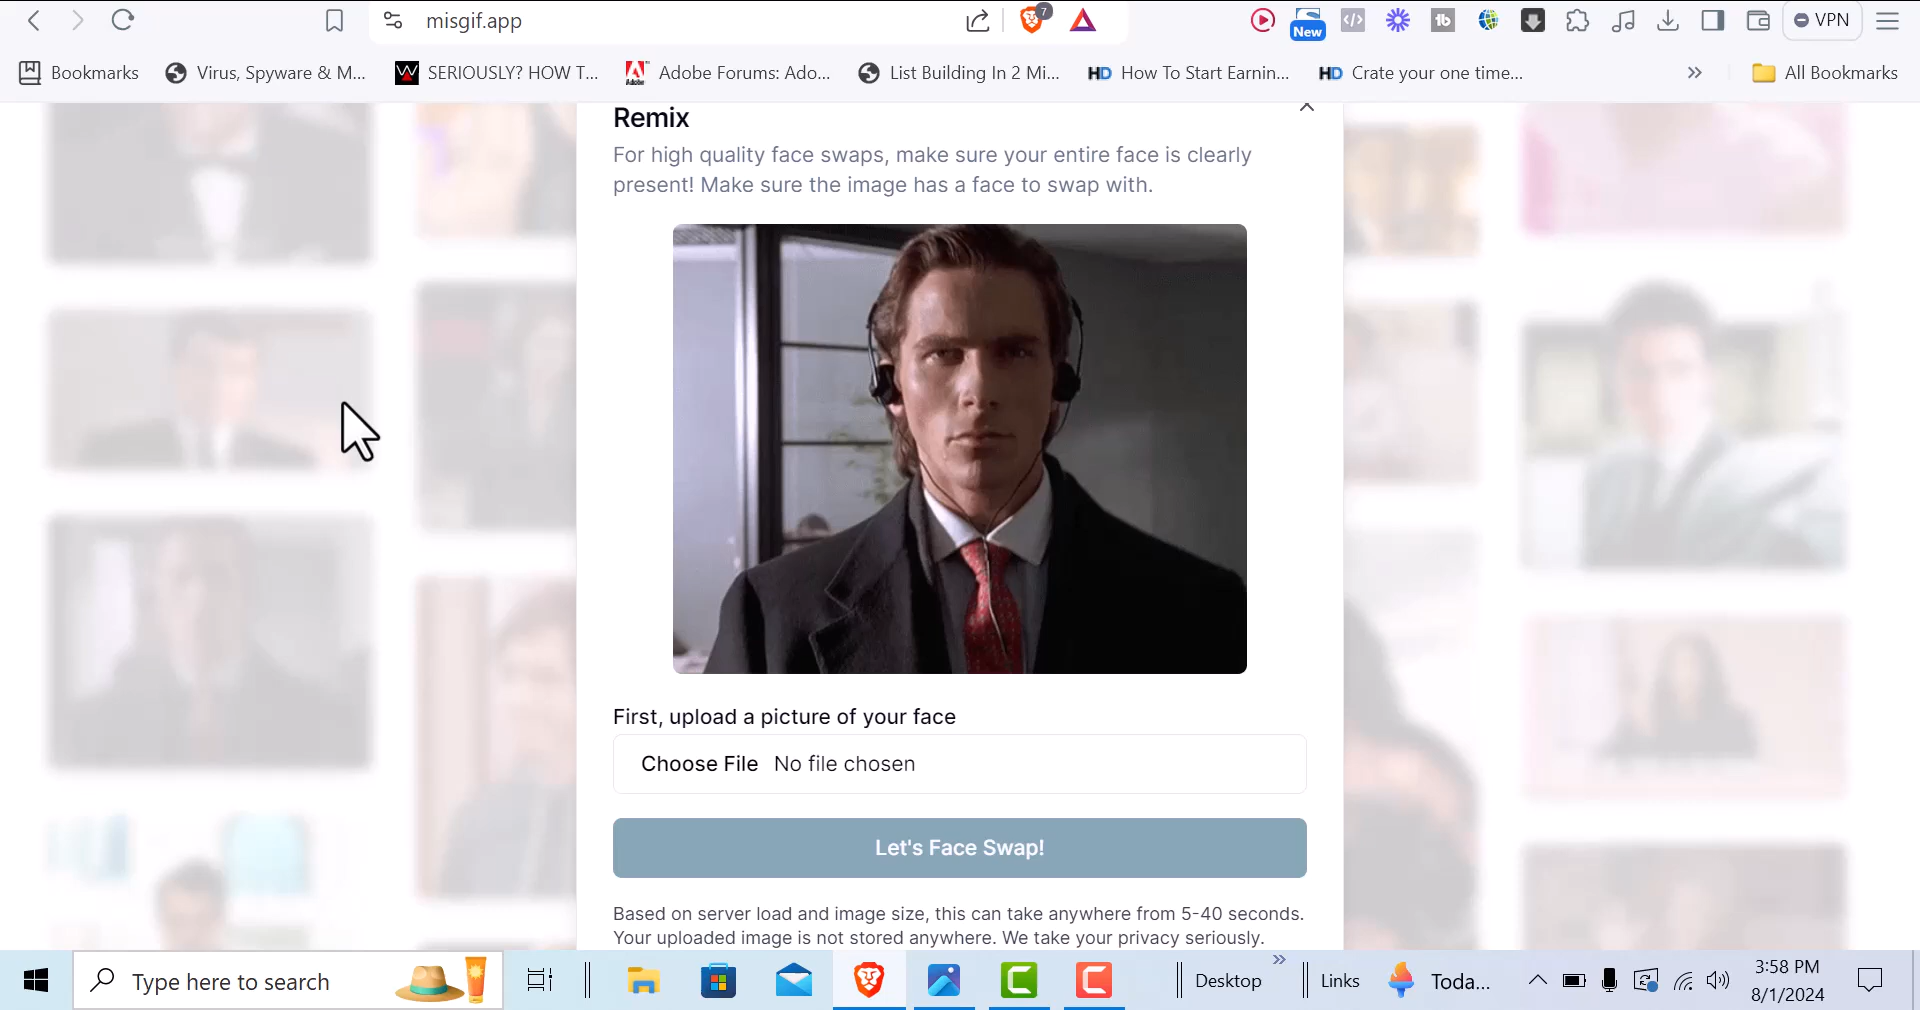 misgif.app
7
New
</>
tb
VPN
Bookmarks
Virus, Spyware & M...
SERIOUSLY? HOW T...
Adobe
Adobe Forums: Ado...
List Building In 2 Mi...
HD
How To Start Earnin...
HD
Crate your one time...
»
All Bookmarks
Remix
For high quality face swaps, make sure your entire face is clearly
present! Make sure the image has a face to swap with.
First, upload a picture of your face
Choose File No file chosen
Let's Face Swap!
Based on server load and image size, this can take anywhere from 5-40 seconds.
Your uploaded image is not stored anywhere. We take your privacy seriously.
Type here to search
Desktop
»
Links
Toda...
3:58 PM
8/1/2024